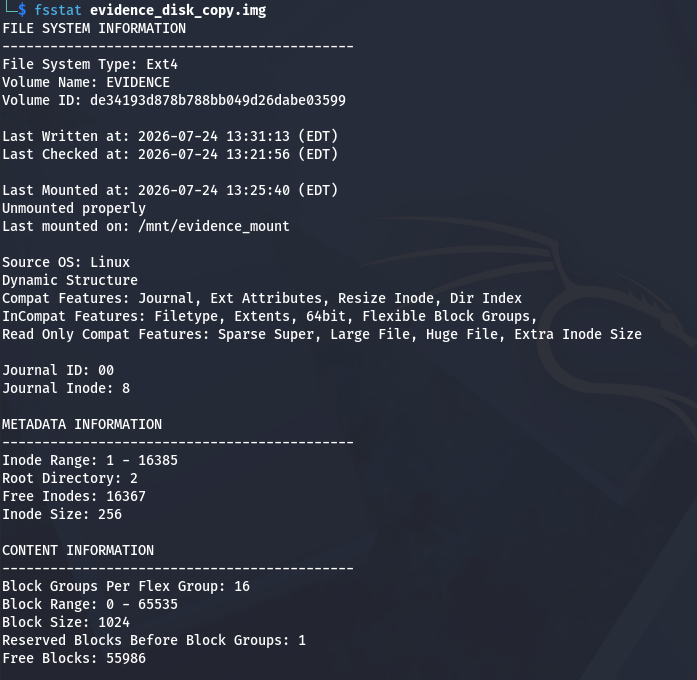 └─$ fsstat evidence_disk_copy.img
FILE SYSTEM INFORMATION
--------------------------------------------
File System Type: Ext4
Volume Name: EVIDENCE
Volume ID: de34193d878b788bb049d26dabe03599
Last Written at: 2026-07-24 13:31:13 (EDT)
Last Checked at: 2026-07-24 13:21:56 (EDT)
Last Mounted at: 2026-07-24 13:25:40 (EDT)
Unmounted properly
Last mounted on: /mnt/evidence_mount
Source OS: Linux
Dynamic Structure
Compat Features: Journal, Ext Attributes, Resize Inode, Dir Index
InCompat Features: Filetype, Extents, 64bit, Flexible Block Groups,
Read Only Compat Features: Sparse Super, Large File, Huge File, Extra Inode Size
Journal ID: 00
Journal Inode: 8
METADATA INFORMATION
--------------------------------------------
Inode Range: 1 - 16385
Root Directory: 2
Free Inodes: 16367
Inode Size: 256
CONTENT INFORMATION
--------------------------------------------
Block Groups Per Flex Group: 16
Block Range: 0 - 65535
Block Size: 1024
Reserved Blocks Before Block Groups: 1
Free Blocks: 55986